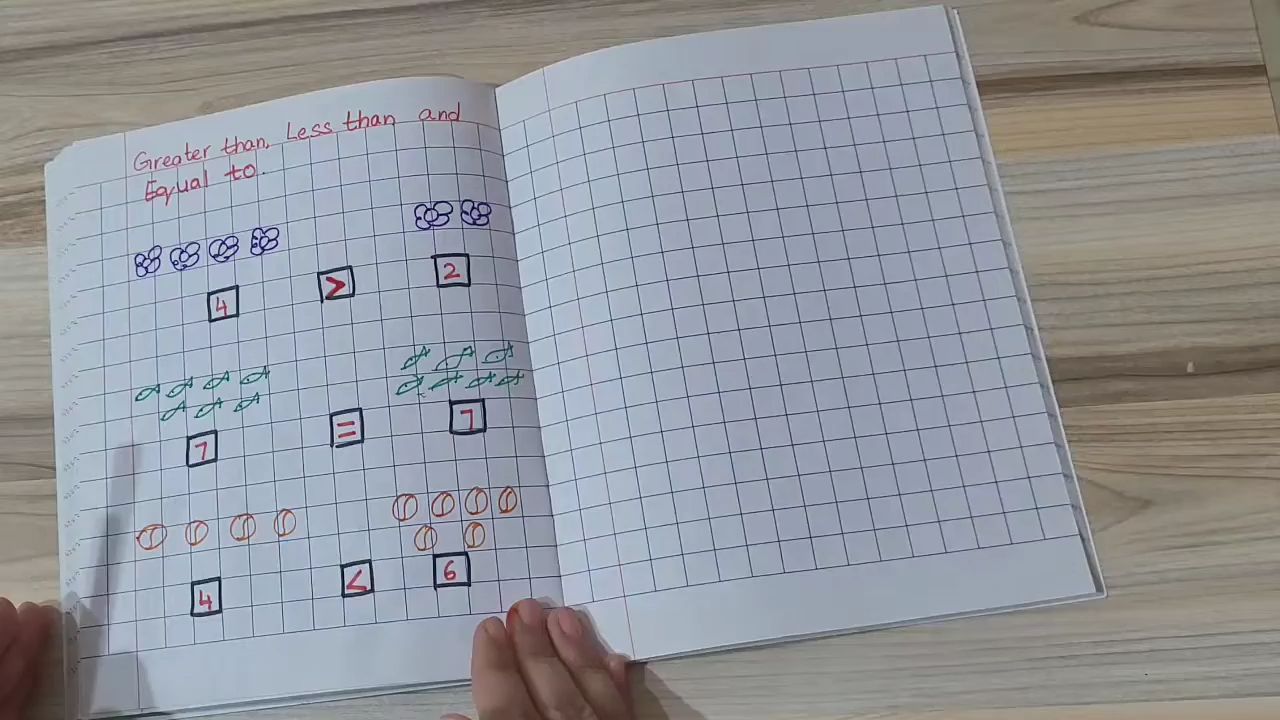 Greater than, Less than and
Equal to.
4 > 2
7 = 7
4 < 6